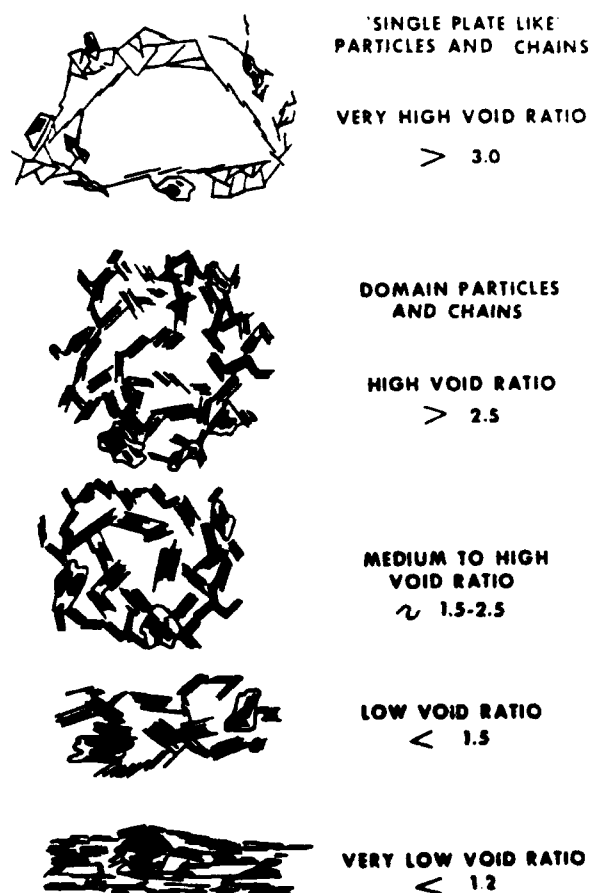 'SINGLE PLATE LIKE'
PARTICLES AND CHAINS
VERY HIGH VOID RATIO
> 3.0
DOMAIN PARTICLES
AND CHAINS
HIGH VOID RATIO
> 2.5
MEDIUM TO HIGH
VOID RATIO
~ 1.5-2.5
LOW VOID RATIO
< 1.5
VERY LOW VOID RATIO
< 1.2